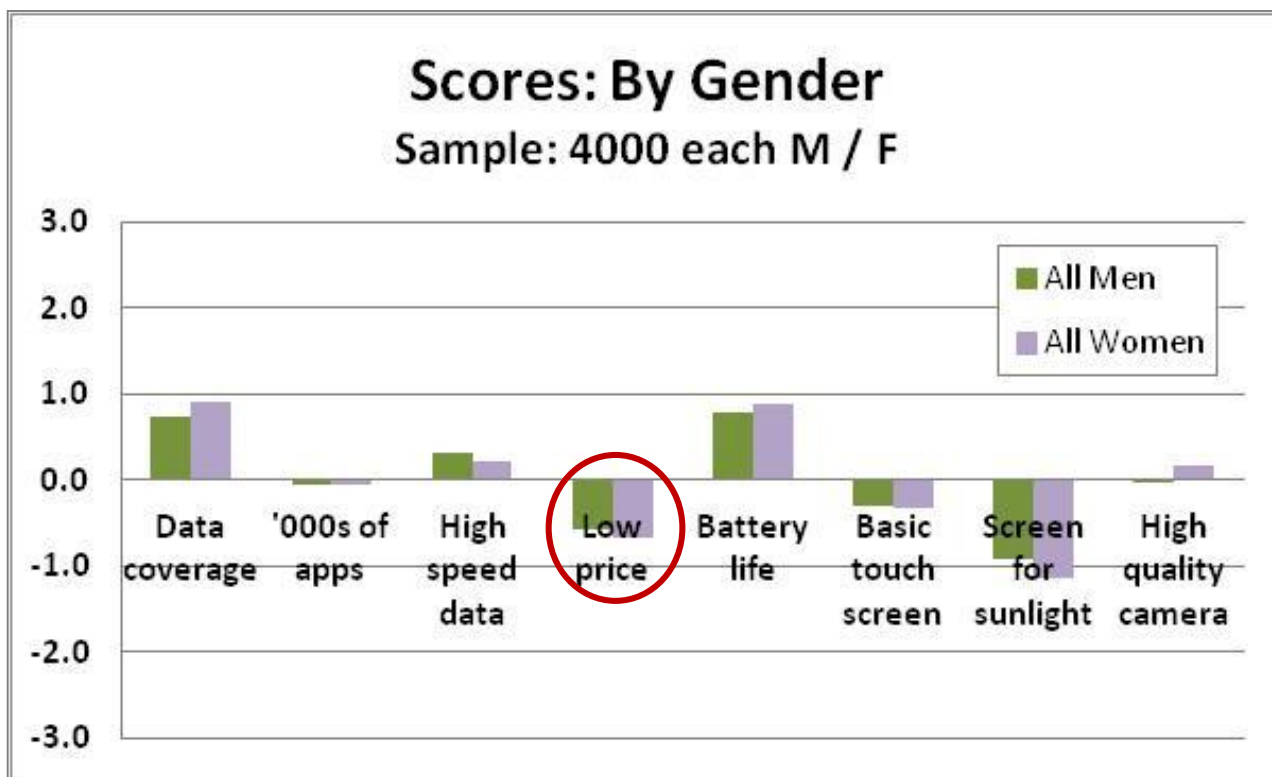 Scores: By Gender
Sample: 4000 each M / F
3.0
2.0
1.0
0.0
-1.0
-2.0
-3.0
All Men
All Women
Data
coverage
'000s of
apps
High
speed
data
Low
price
Battery
life
Basic
touch
screen
Screen
for
sunlight
High
quality
camera